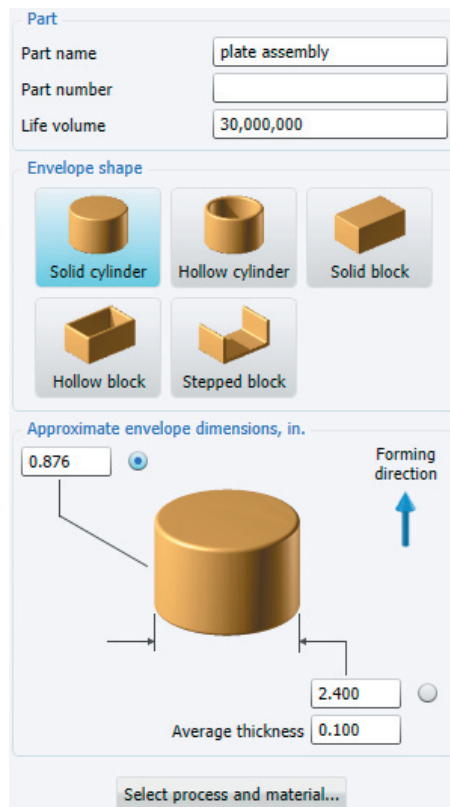 Part
Part name plate assembly
Part number
Life volume 30,000,000
Envelope shape
Solid cylinder Hollow cylinder Solid block
Hollow block Stepped block
Approximate envelope dimensions, in.
0.876 Forming
direction
2.400
Average thickness 0.100
Select process and material...